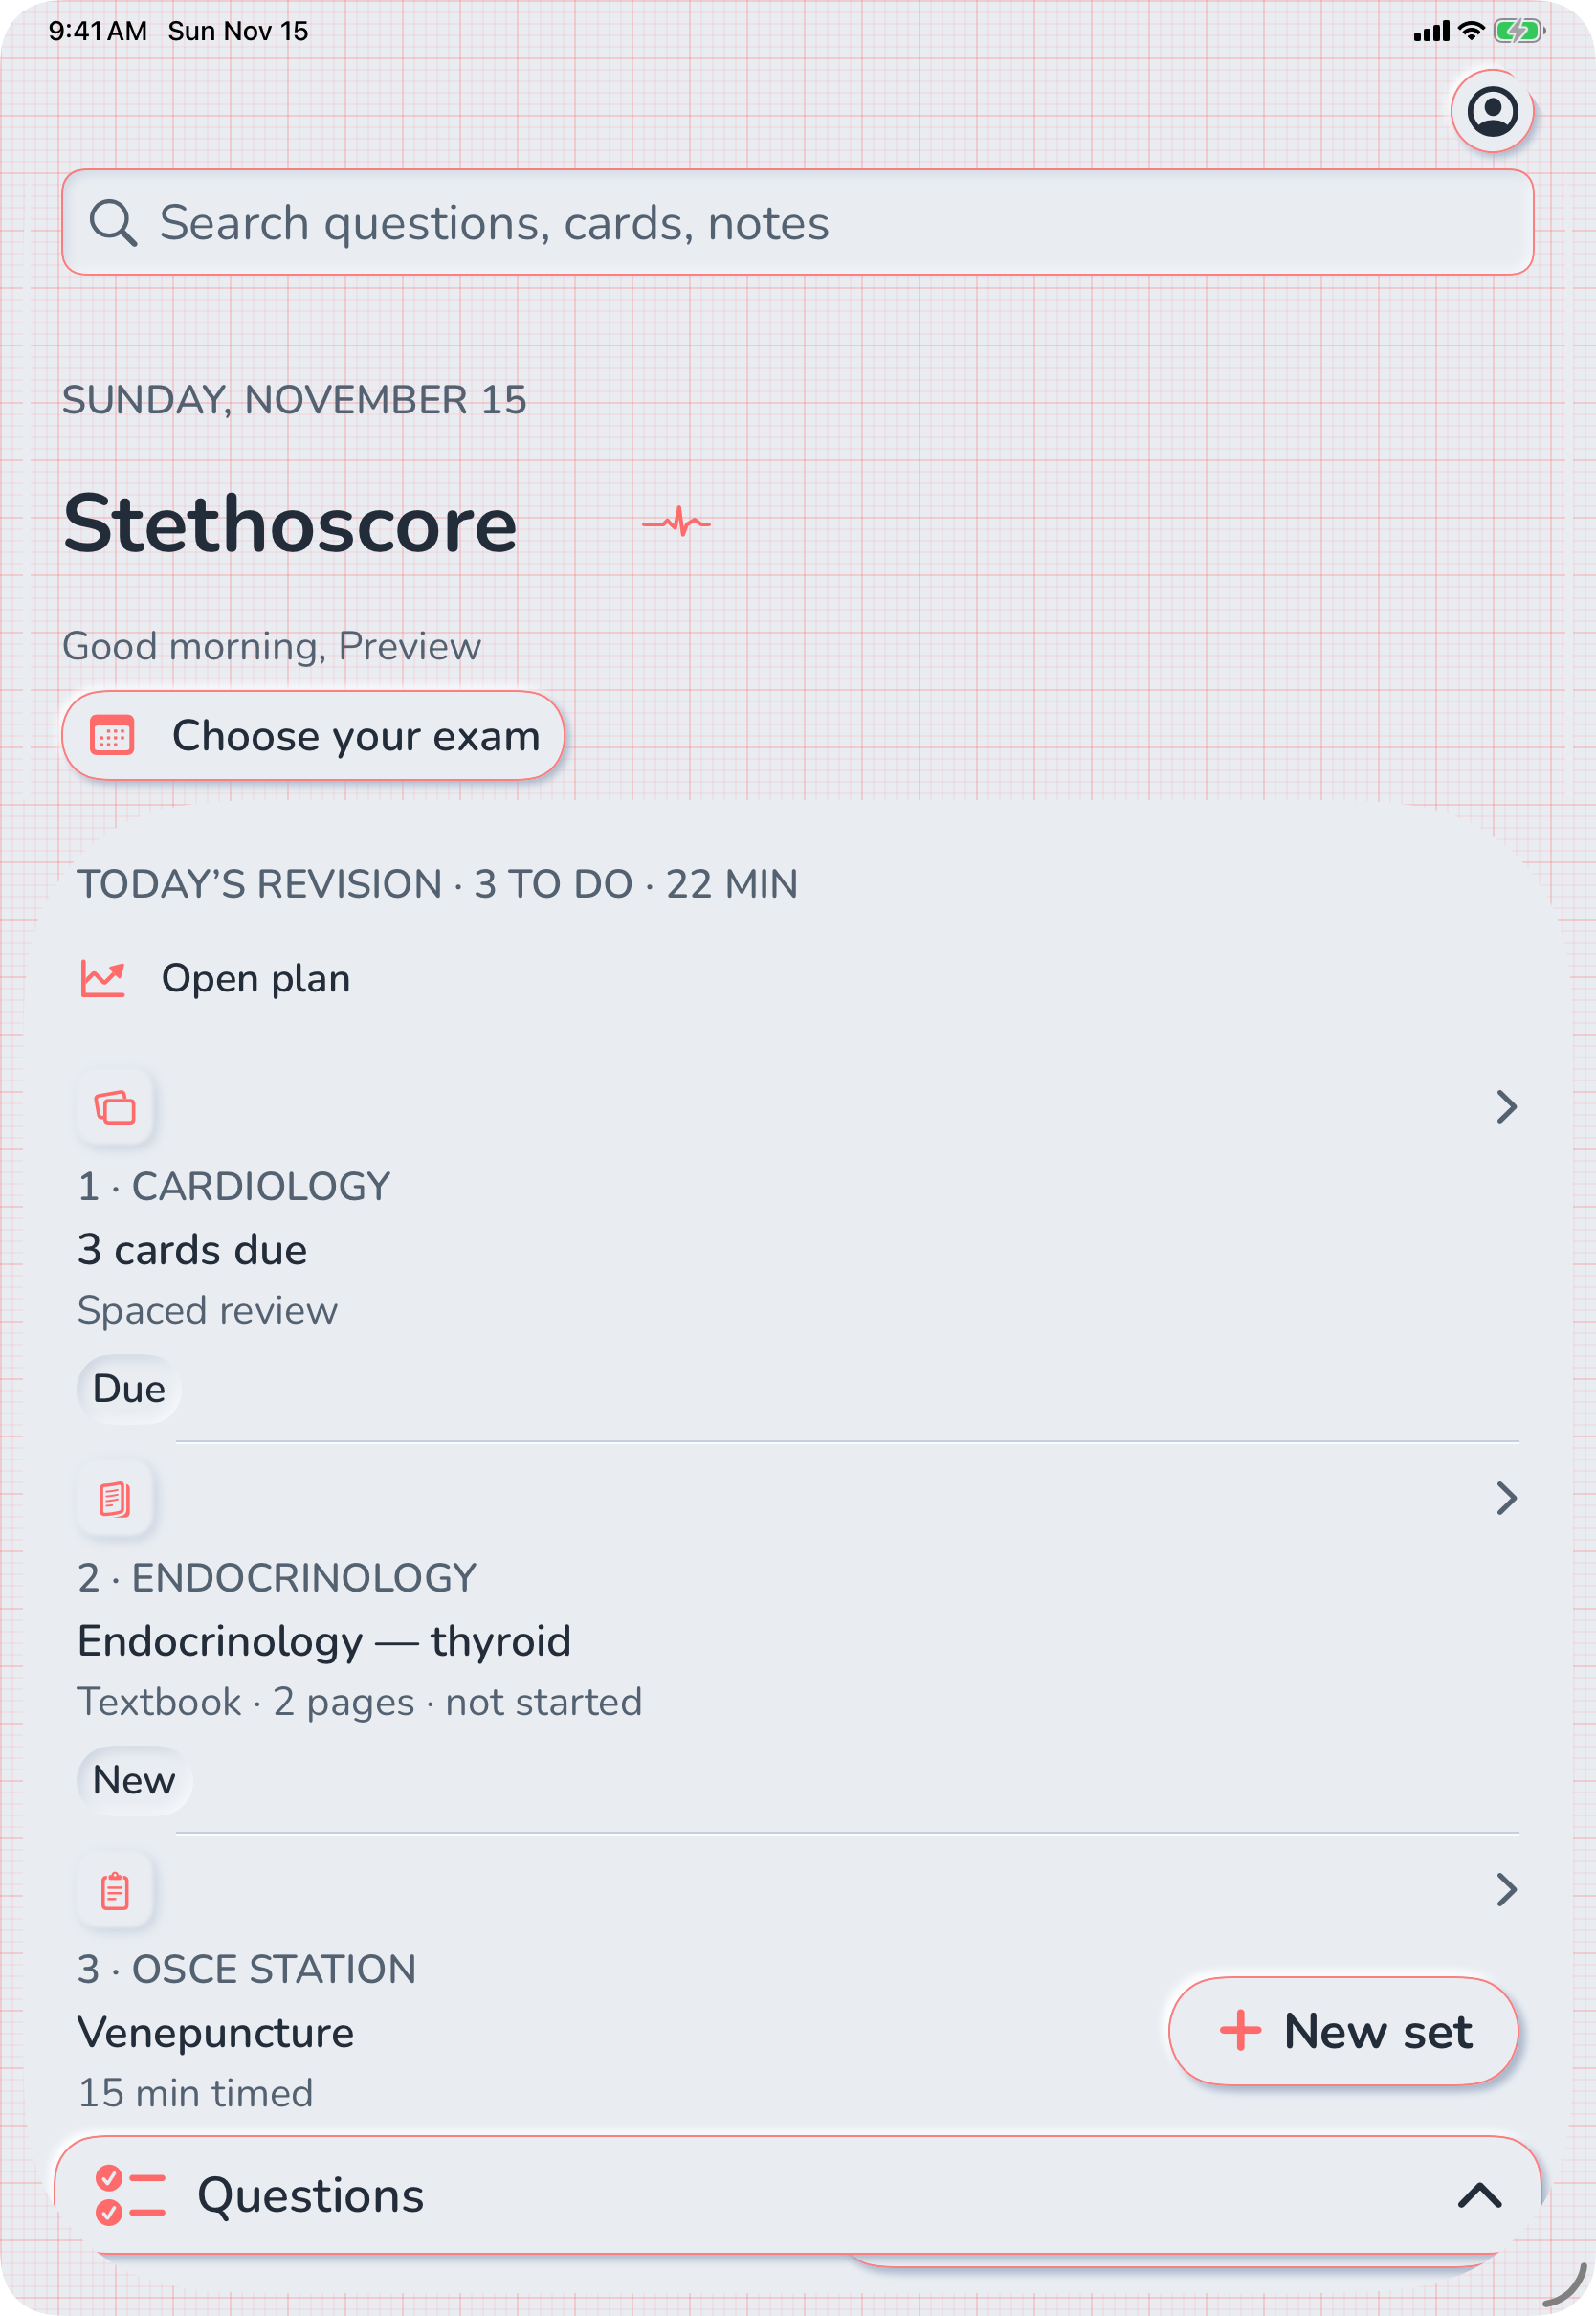 9:41 AM Sun Nov 15
Search questions, cards, notes
SUNDAY, NOVEMBER 15
Stethoscore
Good morning, Preview
Choose your exam
TODAY’S REVISION · 3 TO DO · 22 MIN
Open plan
1 · CARDIOLOGY
3 cards due
Spaced review
Due
2 · ENDOCRINOLOGY
Endocrinology — thyroid
Textbook · 2 pages · not started
New
3 · OSCE STATION
Venepuncture
15 min timed
New set
Questions